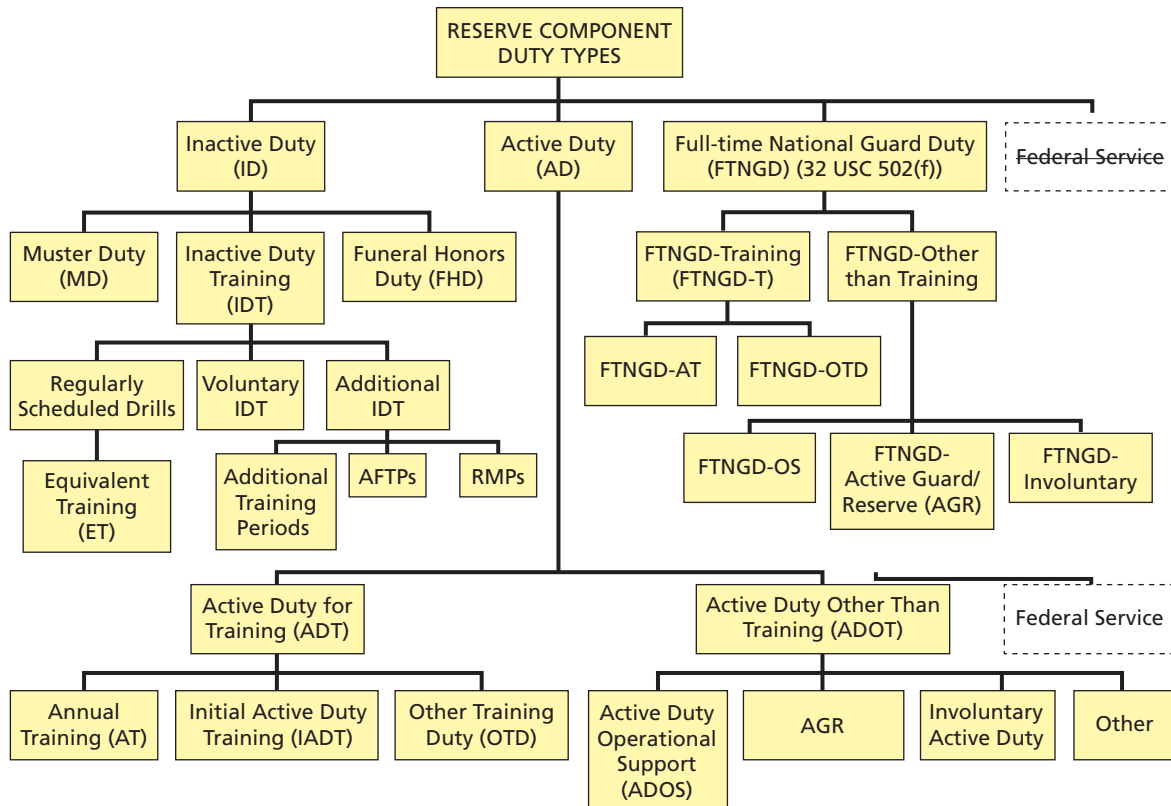 RESERVE COMPONENT
DUTY TYPES
Inactive Duty
(ID)
Active Duty
(AD)
Full-time National Guard Duty
(FTNGD) (32 USC 502(f))
Federal Service
Muster Duty
(MD)
Inactive Duty
Training
(IDT)
Funeral Honors
Duty (FHD)
FTNGD-Training
(FTNGD-T)
FTNGD-Other
than Training
FTNGD-AT
FTNGD-OTD
Regularly
Scheduled Drills
Voluntary
IDT
Additional
IDT
Equivalent
Training
(ET)
Additional
Training
Periods
AFTPs
RMPs
FTNGD-OS
FTNGD-
Active Guard/
Reserve (AGR)
FTNGD-
Involuntary
Active Duty for
Training (ADT)
Active Duty Other Than
Training (ADOT)
Federal Service
Annual
Training (AT)
Initial Active Duty
Training (IADT)
Other Training
Duty (OTD)
Active Duty
Operational
Support
(ADOS)
AGR
Involuntary
Active Duty
Other